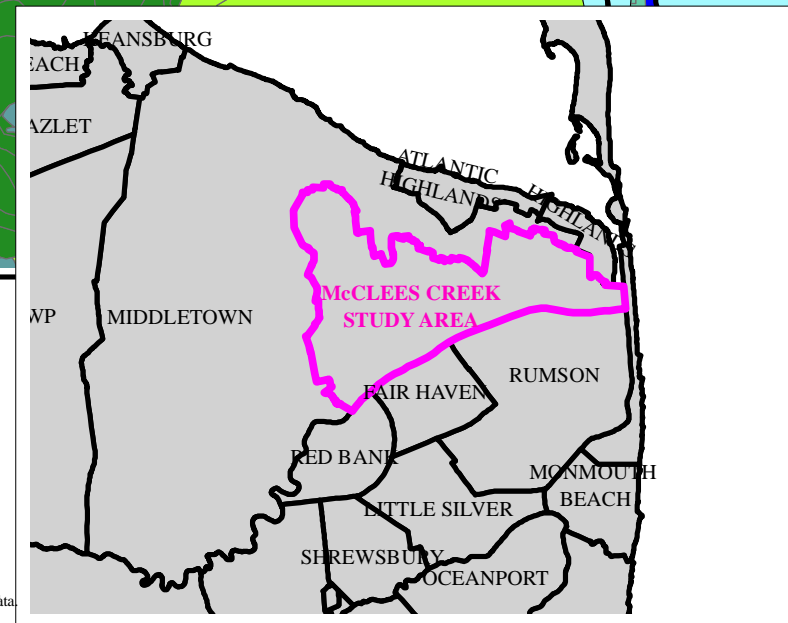 KEANSBURG
EACH
AZLET
ATLANTIC
HIGHLANDS
HIGHLANDS
McCLEES CREEK
STUDY AREA
WP
MIDDLETOWN
RUMSON
FAIR HAVEN
RED BANK
MONMOUTH
BEACH
LITTLE SILVER
SHREWSBURY
OCEANPORT
ata.